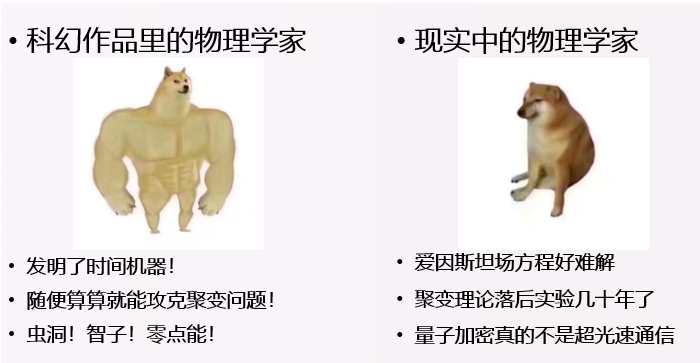 • 科幻作品里的物理学家
• 发明了时间机器！
• 随便算算就能攻克聚变问题！
• 虫洞！智子！零点能！
• 现实中的物理学家
• 爱因斯坦场方程好难解
• 聚变理论落后实验几十年了
• 量子加密真的不是超光速通信